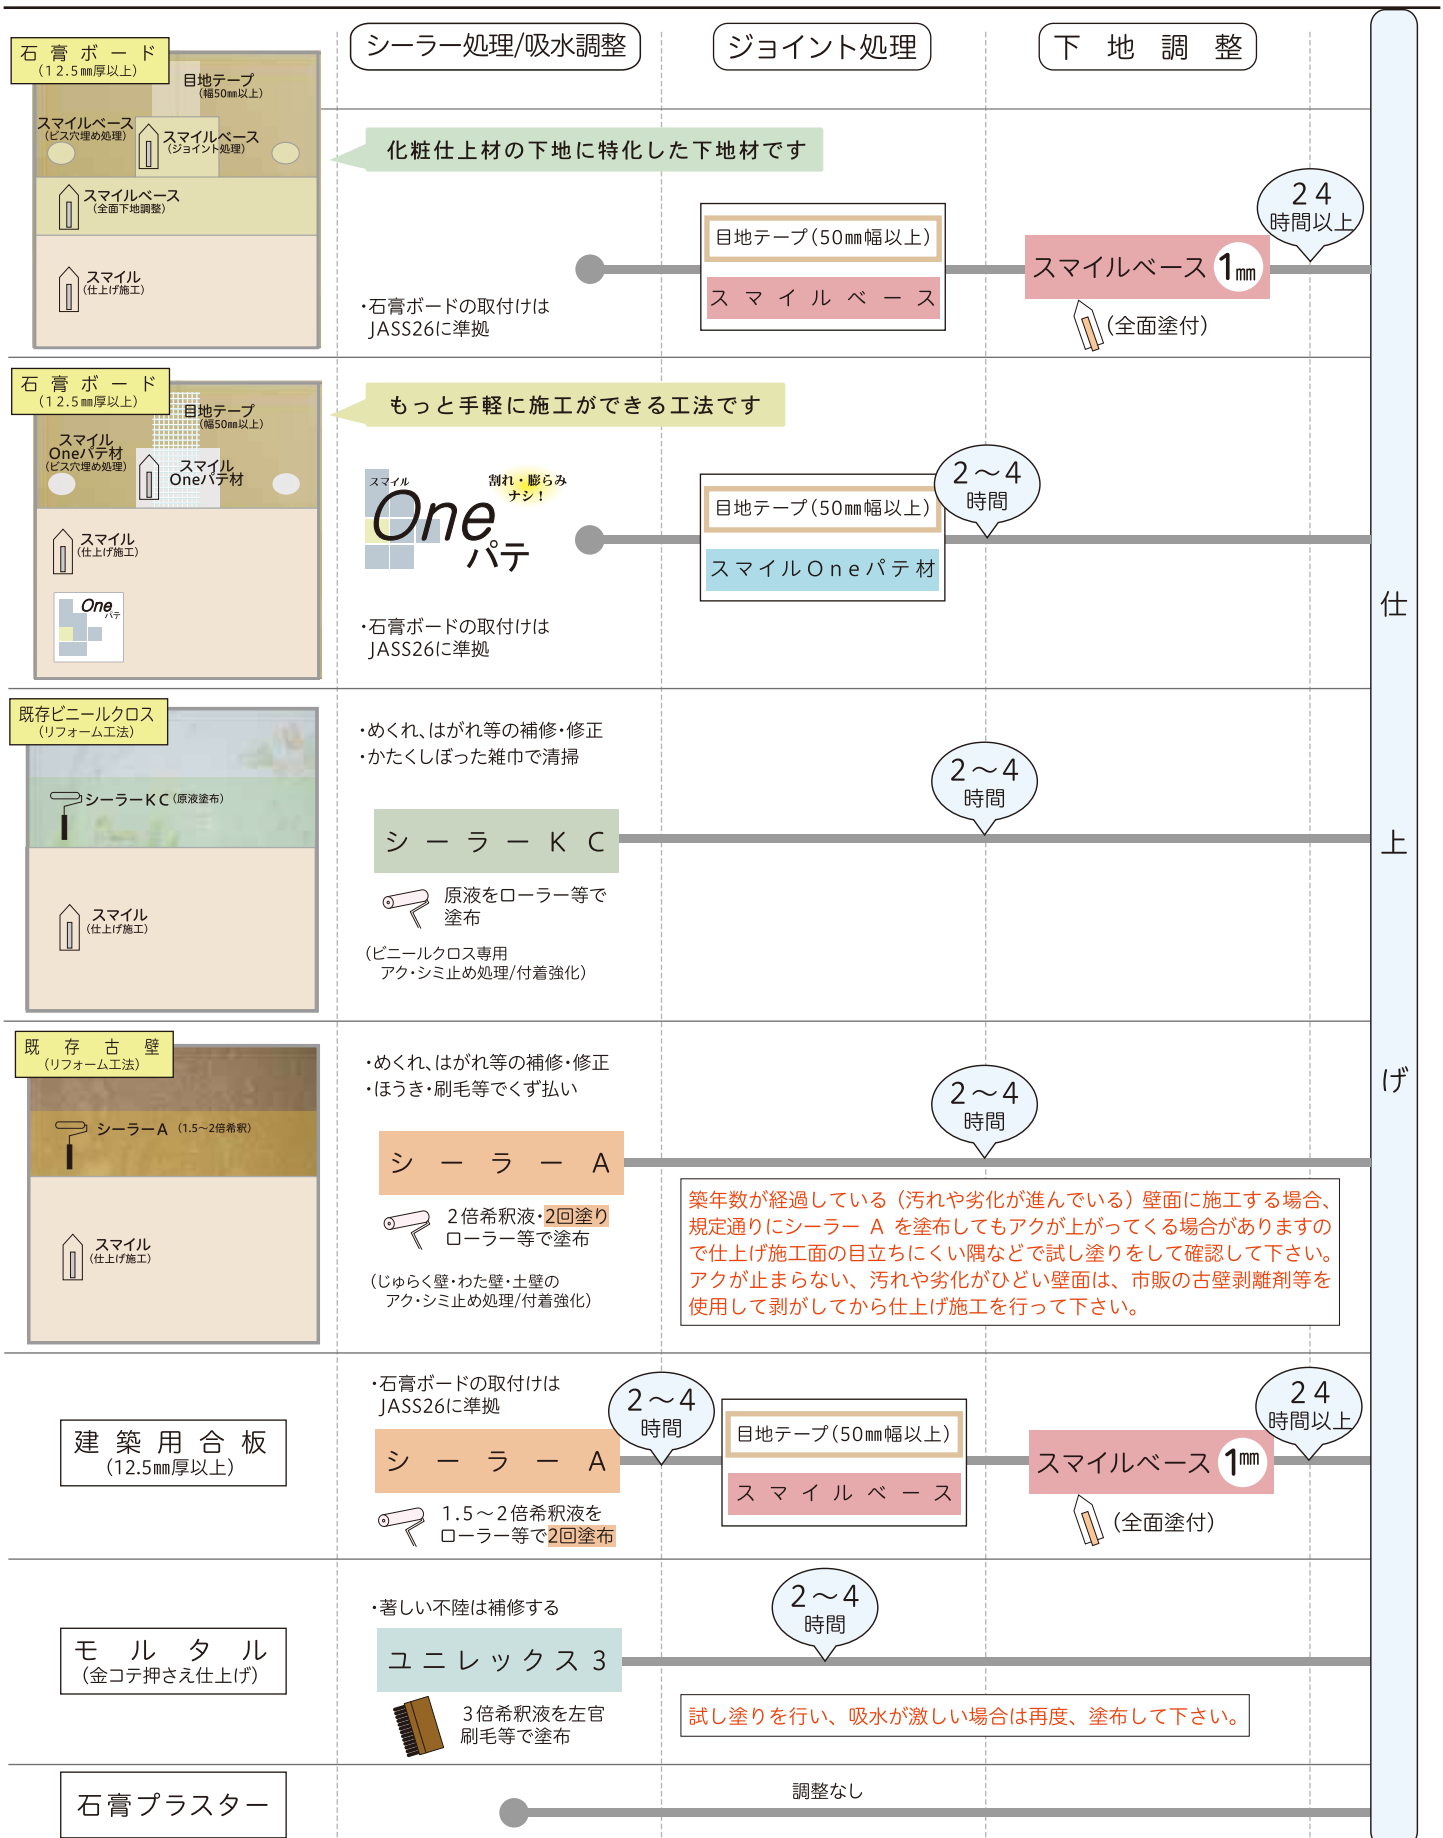 シーラー処理/吸水調整
ジョイント処理
下地調整
石膏ボード
(12.5㎜厚以上)
目地テープ
(幅50㎜以上)
スマイルベース
(ビス穴埋め処理)
スマイルベース
(ジョイント処理)
スマイルベース
(全面下地調整)
スマイル
(仕上げ施工)
化粧仕上材の下地に特化した下地材です
・石膏ボードの取付けは
JASS26に準拠
目地テープ(50㎜幅以上)
スマイルベース
スマイルベース 1mm
(全面塗付)
24
時間以上
石膏ボード
(12.5㎜厚以上)
目地テープ
(幅50㎜以上)
スマイル
Oneパテ材
(ビス穴埋め処理)
スマイル
Oneパテ材
スマイル
(仕上げ施工)
One
パテ
もっと手軽に施工ができる工法です
スマイル
One
パテ
割れ・膨らみ
ナシ！
・石膏ボードの取付けは
JASS26に準拠
目地テープ(50㎜幅以上)
スマイルOneパテ材
2〜4
時間
既存ビニールクロス
(リフォーム工法)
シーラーKC(原液塗布)
スマイル
(仕上げ施工)
・めくれ、はがれ等の補修・修正
・かたくしぼった雑巾で清掃
シーラーKC
原液をローラー等で
塗布
(ビニールクロス専用
アク・シミ止め処理/付着強化)
2〜4
時間
既存古壁
(リフォーム工法)
シーラーA (1.5〜2倍希釈)
スマイル
(仕上げ施工)
・めくれ、はがれ等の補修・修正
・ほうき・刷毛等でくず払い
シーラーA
2倍希釈液・2回塗り
ローラー等で塗布
(じゅらく壁・わた壁・土壁の
アク・シミ止め処理/付着強化)
2〜4
時間
築年数が経過している（汚れや劣化が進んでいる）壁面に施工する場合、
規定通りにシーラー A を塗布してもアクが上がってくる場合がありますの
で仕上げ施工面の目立ちにくい隅などで試し塗りをして確認して下さい。
アクが止まらない、汚れや劣化がひどい壁面は、市販の古壁剥離剤等を
使用して剥がしてから仕上げ施工を行って下さい。
建築用合板
(12.5㎜厚以上)
・石膏ボードの取付けは
JASS26に準拠
シーラーA
1.5〜2倍希釈液を
ローラー等で2回塗布
2〜4
時間
目地テープ(50㎜幅以上)
スマイルベース
スマイルベース 1mm
(全面塗付)
24
時間以上
モルタル
(金コテ押さえ仕上げ)
・著しい不陸は補修する
ユニレックス3
3倍希釈液を左官
刷毛等で塗布
2〜4
時間
試し塗りを行い、吸水が激しい場合は再度、塗布して下さい。
石膏プラスター
調整なし
仕上げ